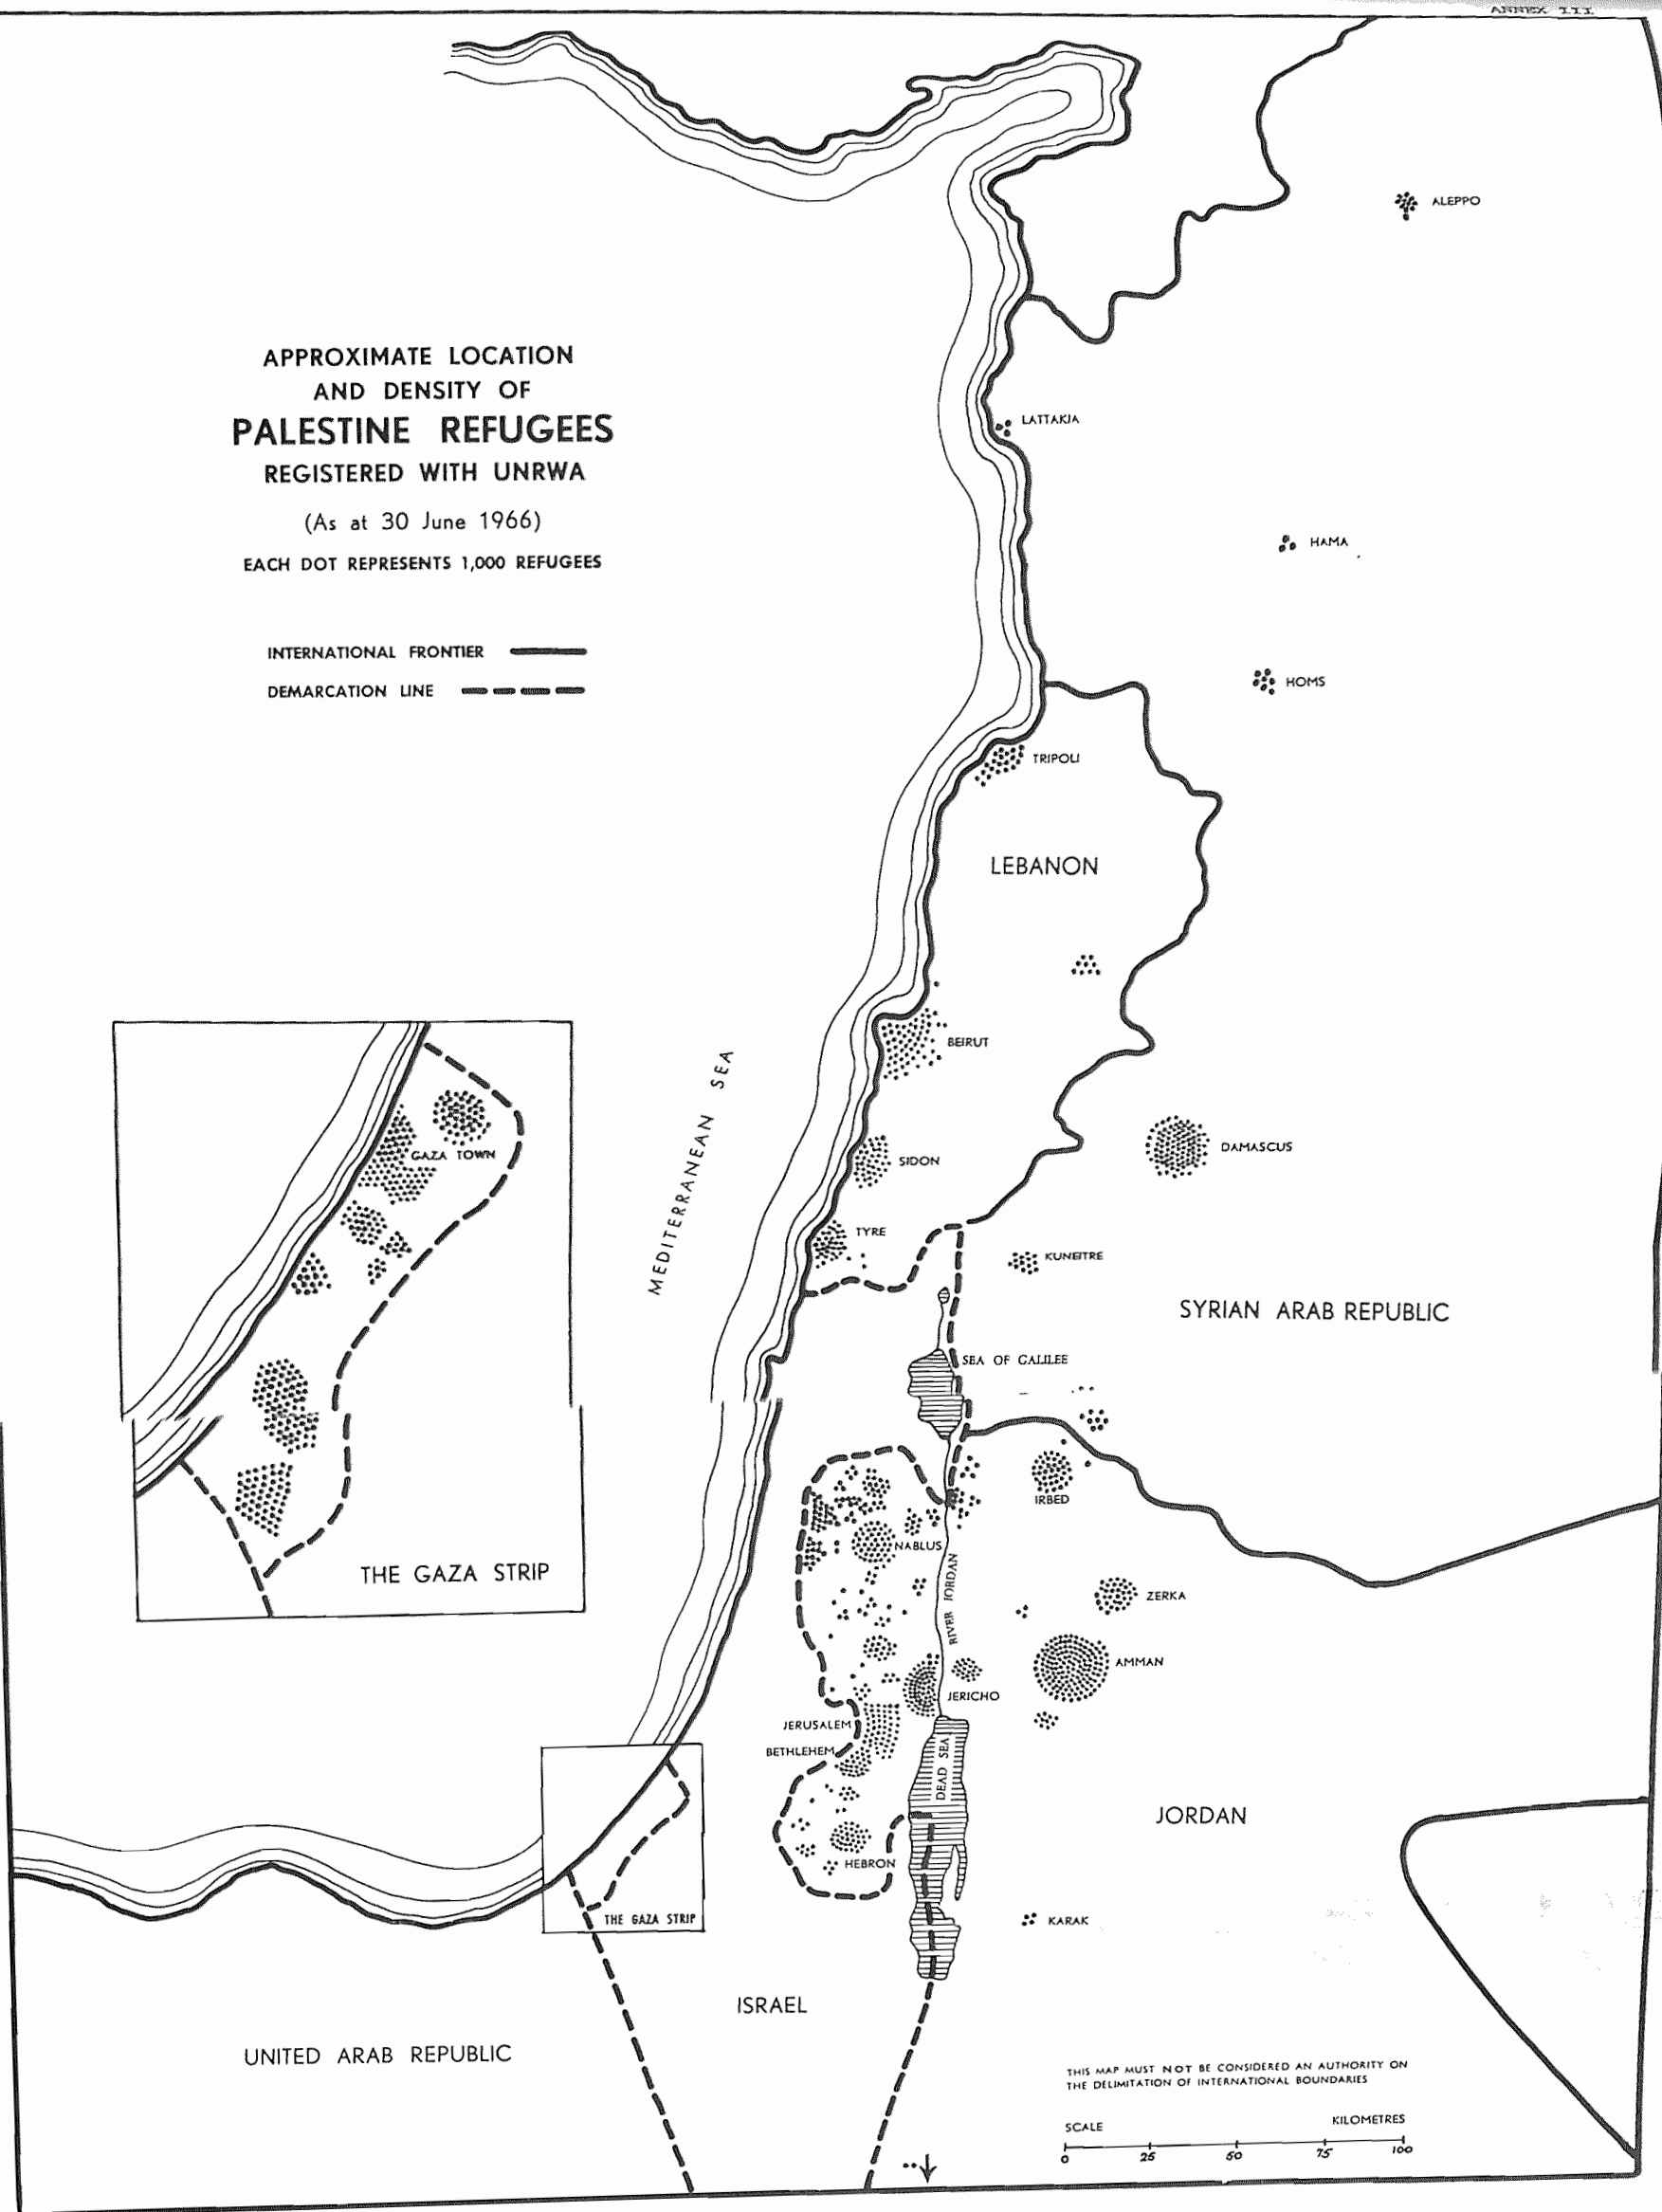 ANNEX III
APPROXIMATE LOCATION
AND DENSITY OF
PALESTINE REFUGEES
REGISTERED WITH UNRWA
(As at 30 June 1966)
EACH DOT REPRESENTS 1,000 REFUGEES
INTERNATIONAL FRONTIER
DEMARCATION LINE
ALEPPO
LATTAKIA
HAMA
HOMS
TRIPOLI
LEBANON
BEIRUT
MEDITERRANEAN SEA
DAMASCUS
SIDON
TYRE
KUNEITRE
SYRIAN ARAB REPUBLIC
SEA OF GALILEE
GAZA TOWN
THE GAZA STRIP
IRBED
NABLUS
RIVER JORDAN
ZERKA
AMMAN
JERICHO
JERUSALEM
BETHLEHEM
DEAD SEA
JORDAN
HEBRON
THE GAZA STRIP
KARAK
ISRAEL
UNITED ARAB REPUBLIC
THIS MAP MUST NOT BE CONSIDERED AN AUTHORITY ON
THE DELIMITATION OF INTERNATIONAL BOUNDARIES
SCALE KILOMETRES
0 25 50 75 100